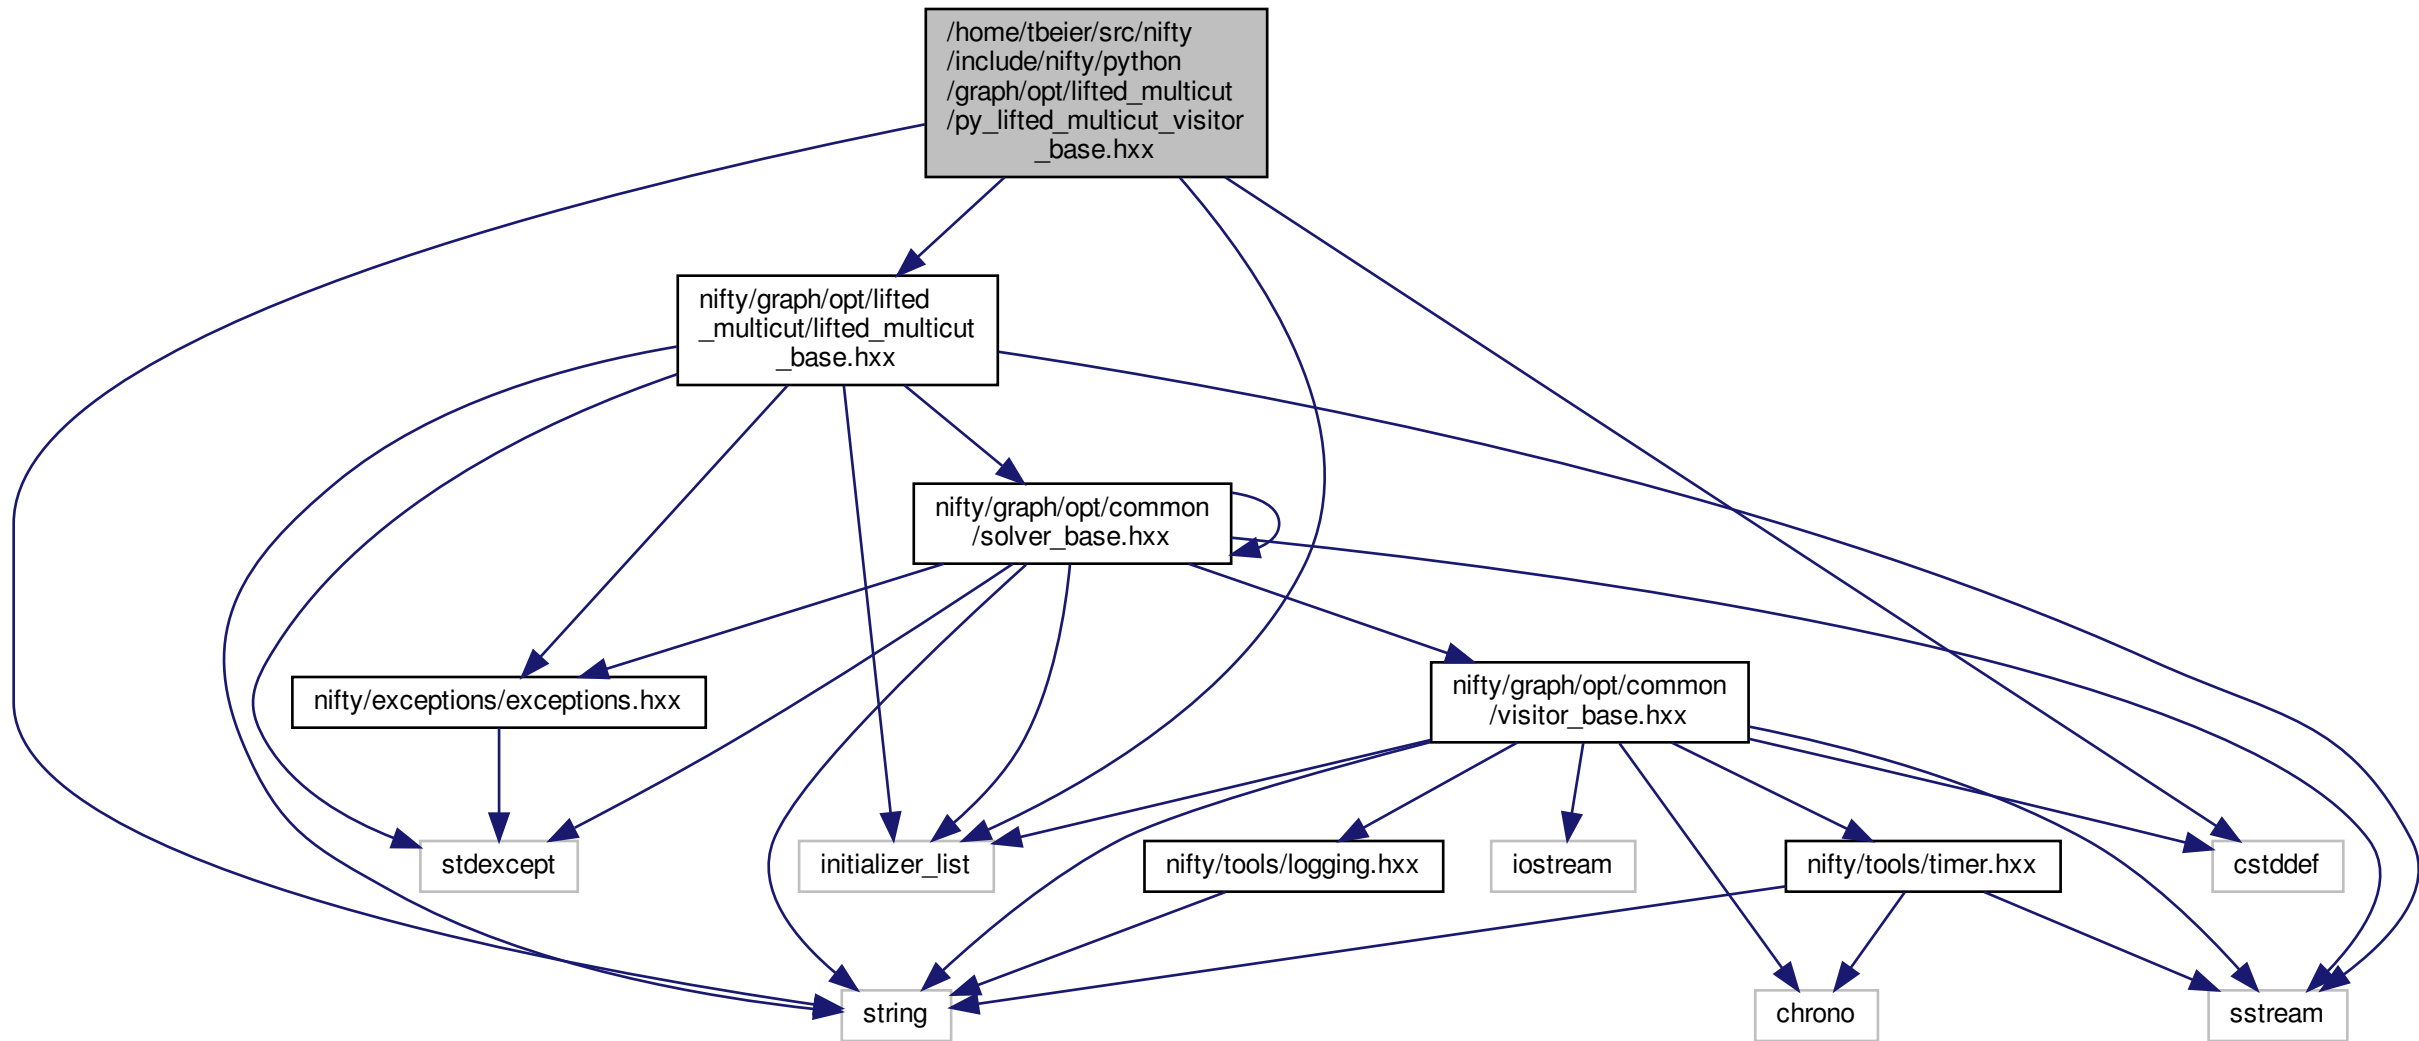 /home/tbeier/src/nifty
/include/nifty/python
/graph/opt/lifted_multicut
/py_lifted_multicut_visitor
_base.hxx
nifty/graph/opt/lifted
_multicut/lifted_multicut
_base.hxx
nifty/graph/opt/common
/solver_base.hxx
nifty/exceptions/exceptions.hxx
nifty/graph/opt/common
/visitor_base.hxx
stdexcept
initializer_list
nifty/tools/logging.hxx
iostream
nifty/tools/timer.hxx
cstddef
string
chrono
sstream